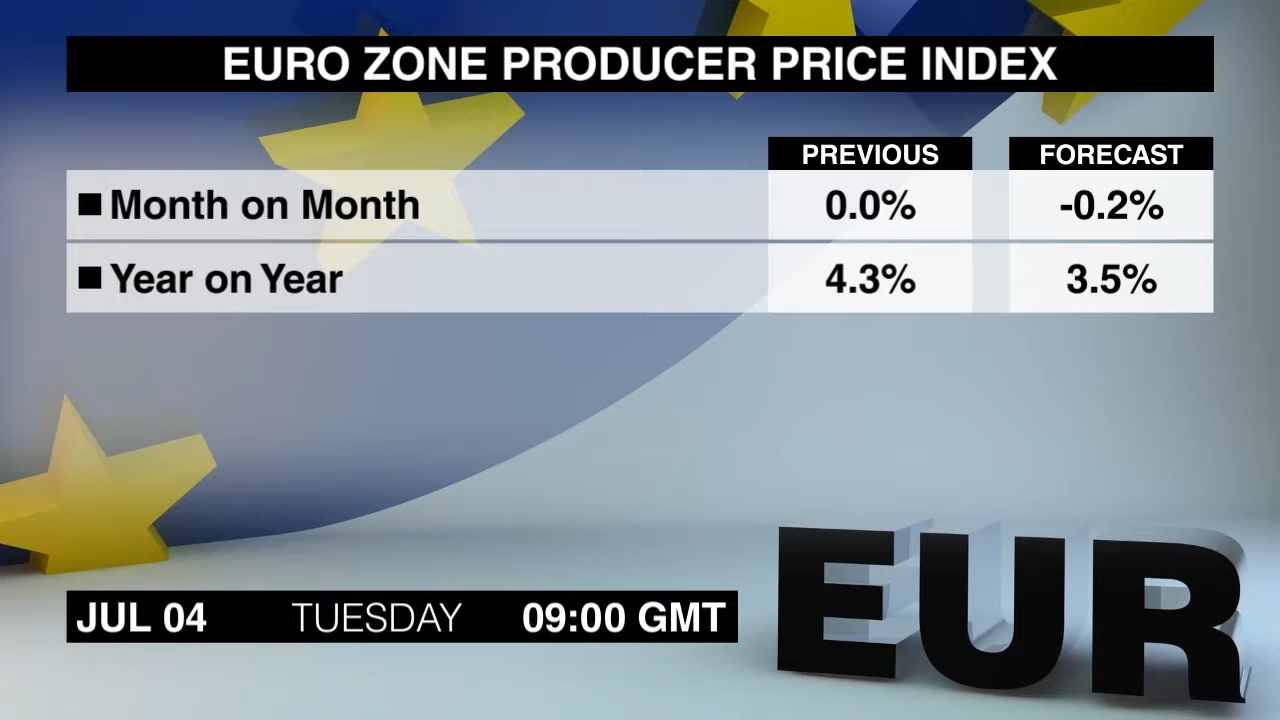 EURO ZONE PRODUCER PRICE INDEX
PREVIOUS FORECAST
Month on Month 0.0% -0.2%
Year on Year 4.3% 3.5%
JUL 04 TUESDAY 09:00 GMT
EUR